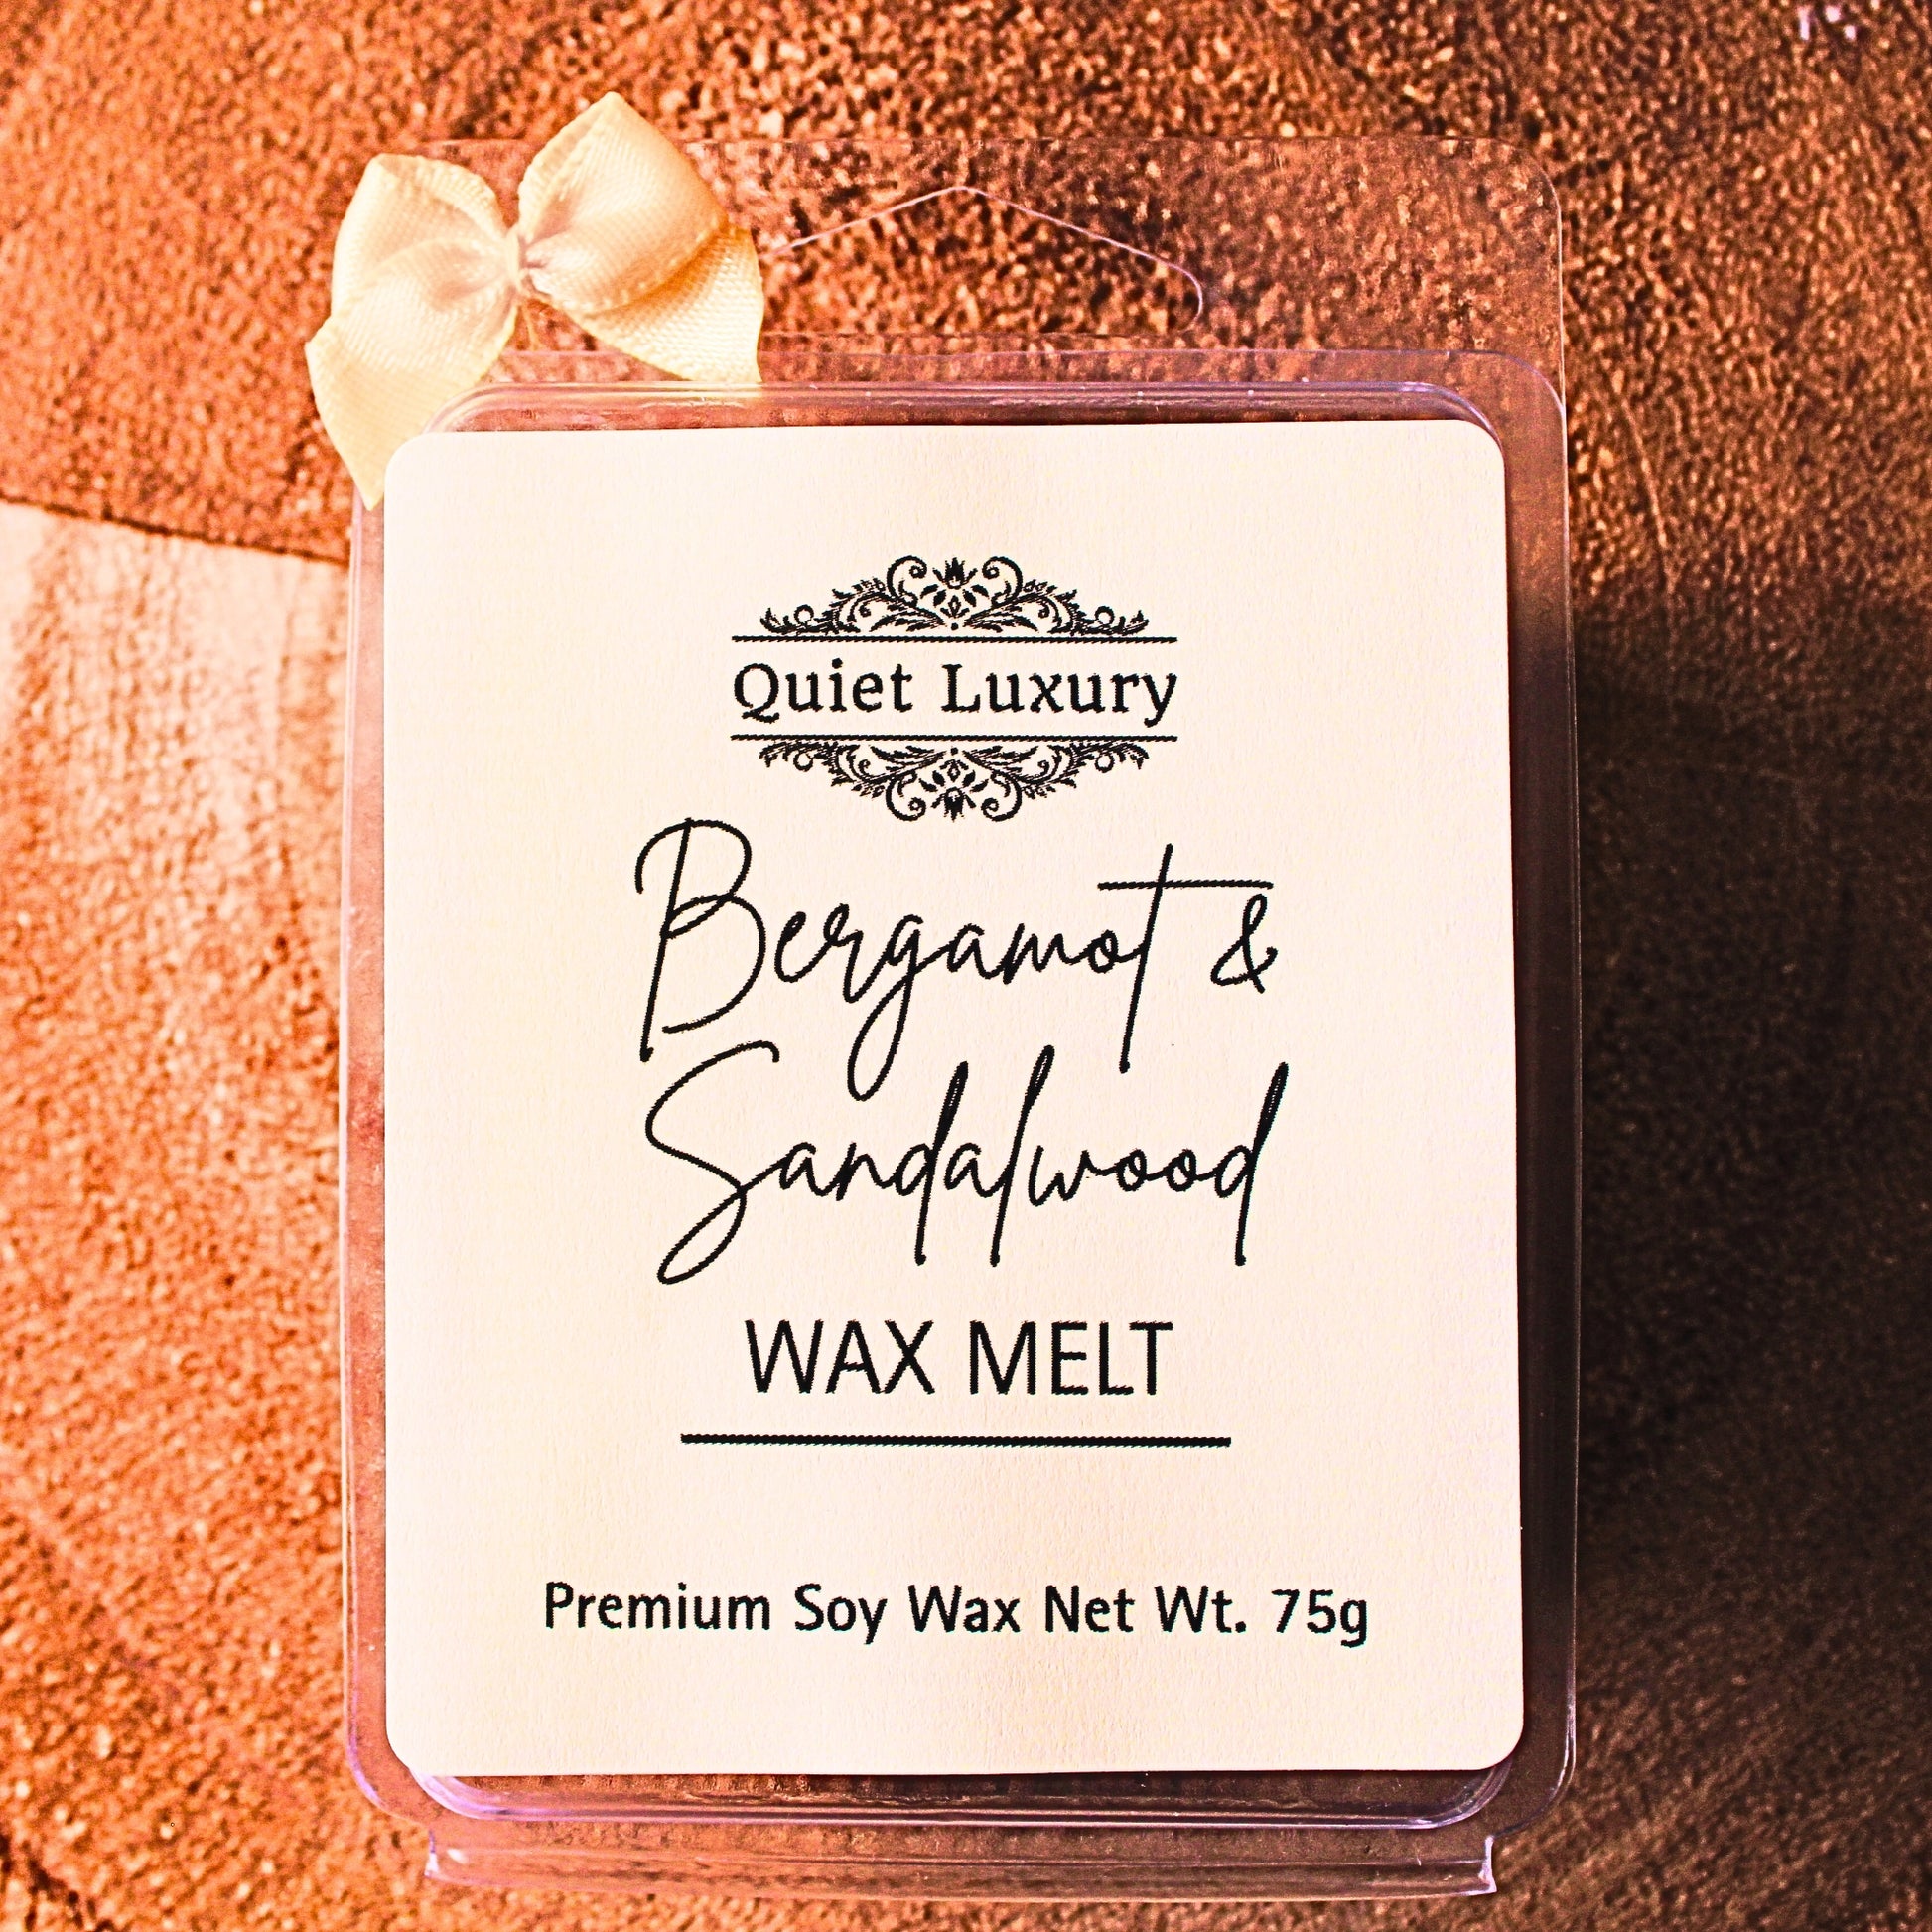 Quiet Luxury
Bergamot &
Sandalwood
WAX MELT
Premium Soy Wax Net Wt. 75g